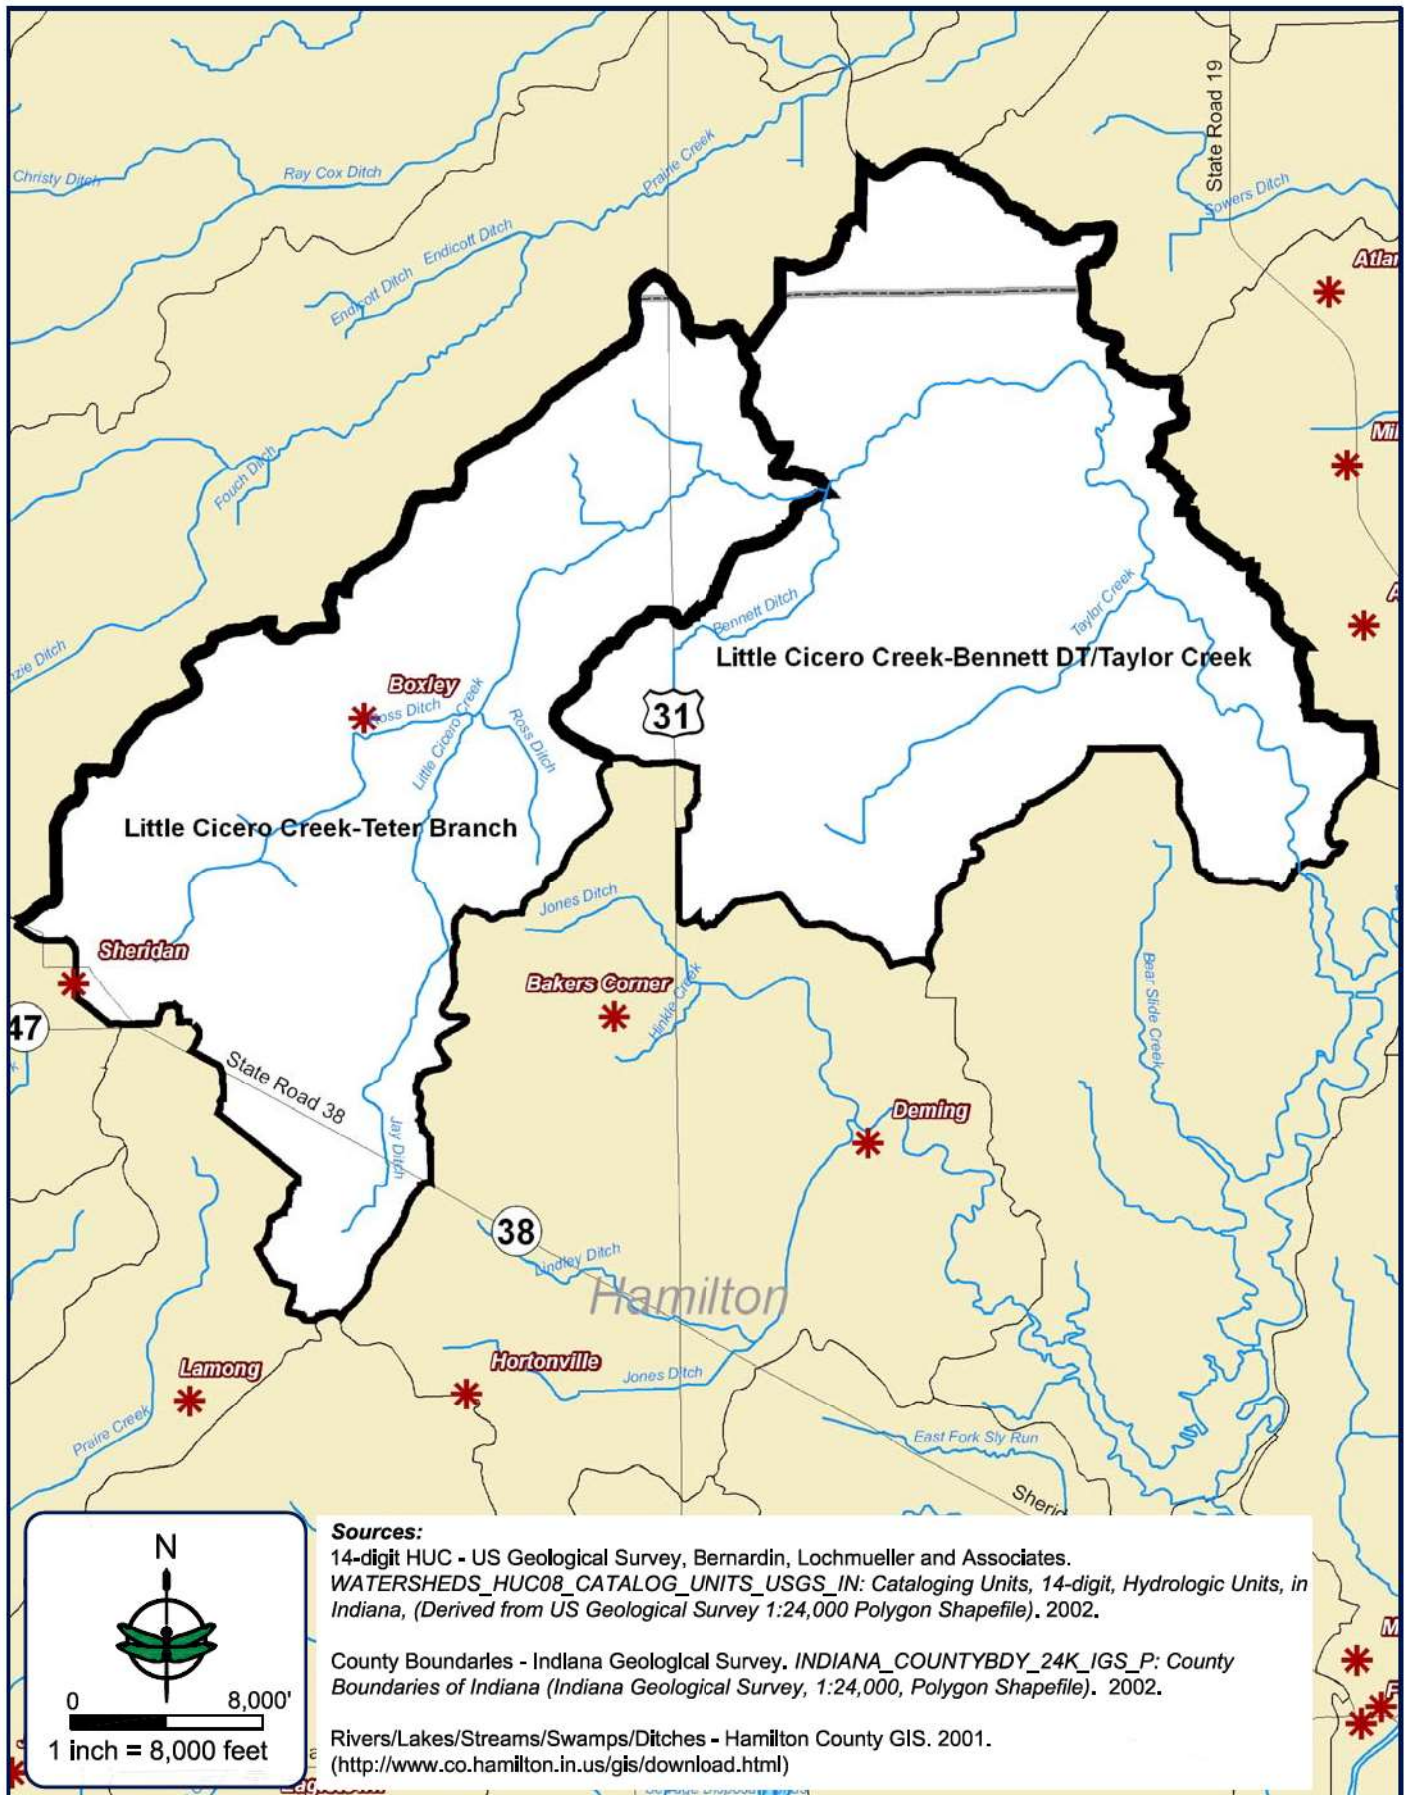 State Road 19
Christy Ditch
Ray Cox Ditch
Prairie Creek
Sowers Ditch
Endicott Ditch
Endicott Ditch
Fouch Ditch
Bennett Ditch
Taylor Creek
Little Cicero Creek-Bennett DT/Taylor Creek
Boxley
Ross Ditch
Little Cicero Creek
Ross Ditch
31
Little Cicero Creek-Teter Branch
Jones Ditch
Sheridan
Bakers Corner
Hinkle Creek
Bear Slide Creek
47
State Road 38
Jay Ditch
Deming
38
Lindley Ditch
Hamilton
Lamong
Hortonville
Jones Ditch
Praire Creek
East Fork Sly Run
N
0 8,000'
1 inch = 8,000 feet
Sources:
14-digit HUC - US Geological Survey, Bernardin, Lochmueller and Associates.
WATERSHEDS_HUC08_CATALOG_UNITS_USGS_IN: Cataloging Units, 14-digit, Hydrologic Units, in
Indiana, (Derived from US Geological Survey 1:24,000 Polygon Shapefile). 2002.
County Boundaries - Indiana Geological Survey. INDIANA_COUNTYBDY_24K_IGS_P: County
Boundaries of Indiana (Indiana Geological Survey, 1:24,000, Polygon Shapefile). 2002.
Rivers/Lakes/Streams/Swamps/Ditches - Hamilton County GIS. 2001.
(http://www.co.hamilton.in.us/gis/download.html)